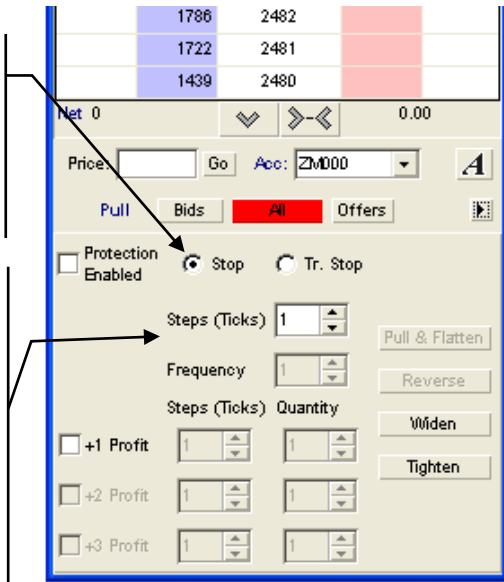 1786 2482
1722 2481
1439 2480
Net 0 0.00
Price: Go Acc: ZM000 A
Pull Bids All Offers
Protection Enabled Stop Tr. Stop
Steps (Ticks) 1
Pull & Flatten
Frequency 1
Reverse
Steps (Ticks) Quantity
Widen
+1 Profit 1 1
Tighten
+2 Profit 1 1
+3 Profit 1 1